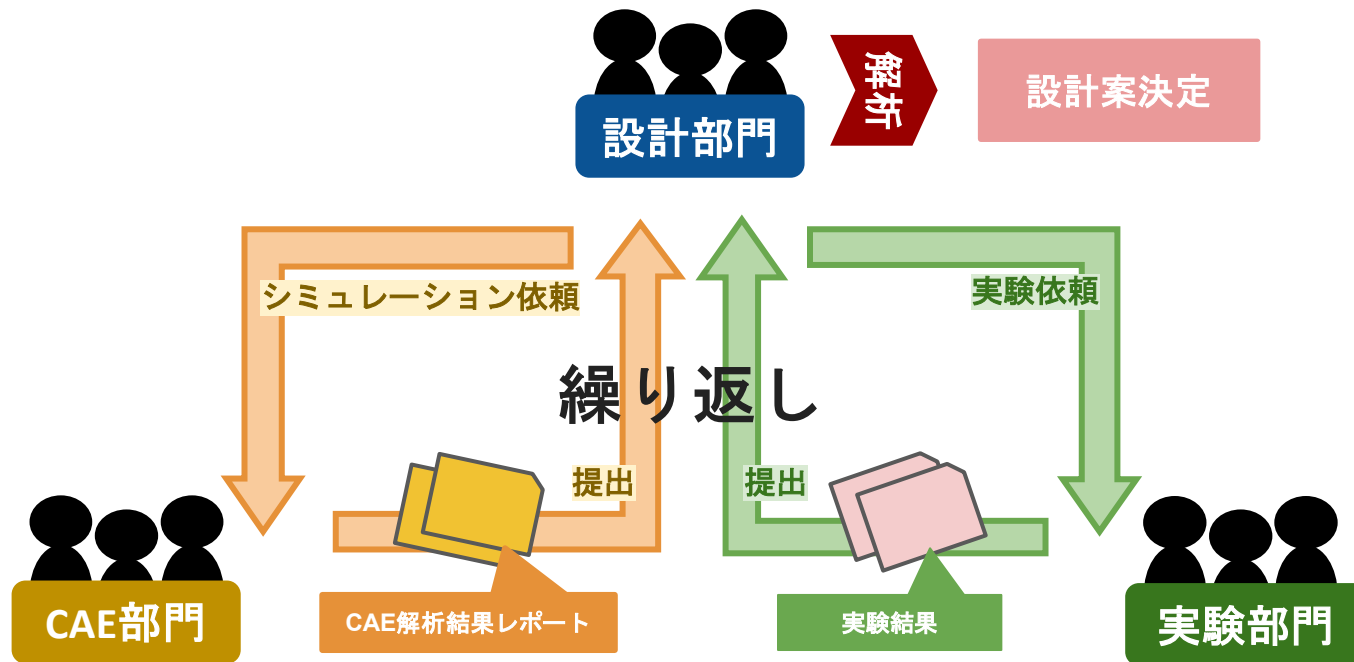 設計部門
解析
設計案決定
シミュレーション依頼
実験依頼
繰り返し
提出
提出
CAE部門
CAE解析結果レポート
実験結果
実験部門